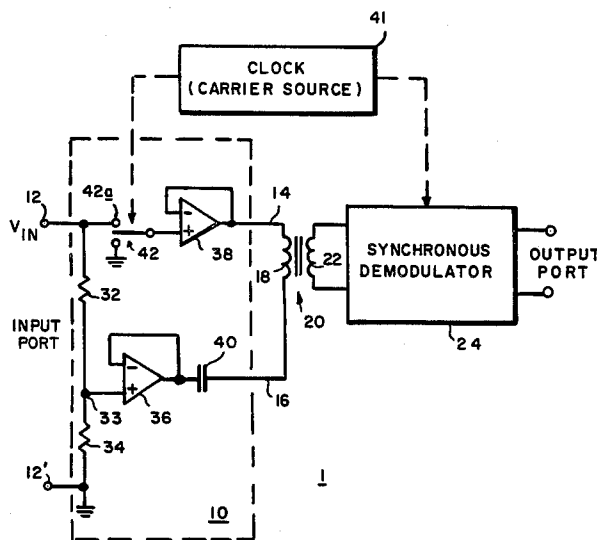 41
CLOCK
(CARRIER SOURCE)
12
42a
14
VIN
42
-
+
38
18
22
20
SYNCHRONOUS
DEMODULATOR
OUTPUT
PORT
24
32
INPUT
PORT
40
-
+
36
16
33
34
12'
10
1